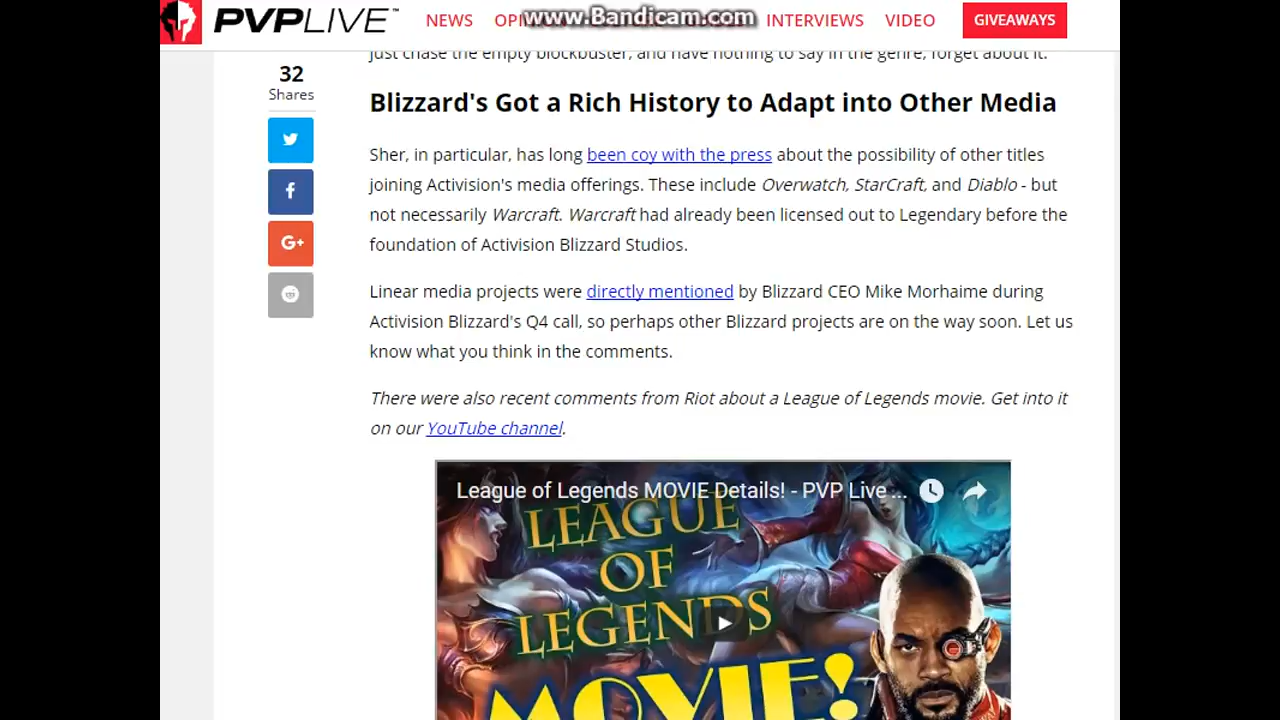 PVPLIVE™ NEWS OPI www.Bandicam.com INTERVIEWS VIDEO GIVEAWAYS
just chase the empty blockbuster, and have nothing to say in the genre, forget about it.
32
Shares
Blizzard's Got a Rich History to Adapt into Other Media
Sher, in particular, has long been coy with the press about the possibility of other titles
joining Activision's media offerings. These include Overwatch, StarCraft, and Diablo - but
not necessarily Warcraft. Warcraft had already been licensed out to Legendary before the
foundation of Activision Blizzard Studios.
Linear media projects were directly mentioned by Blizzard CEO Mike Morhaime during
Activision Blizzard's Q4 call, so perhaps other Blizzard projects are on the way soon. Let us
know what you think in the comments.
There were also recent comments from Riot about a League of Legends movie. Get into it
on our YouTube channel.
League of Legends MOVIE Details! - PVP Live ...
LEAGUE
OF
LEGENDS
MOVIE!